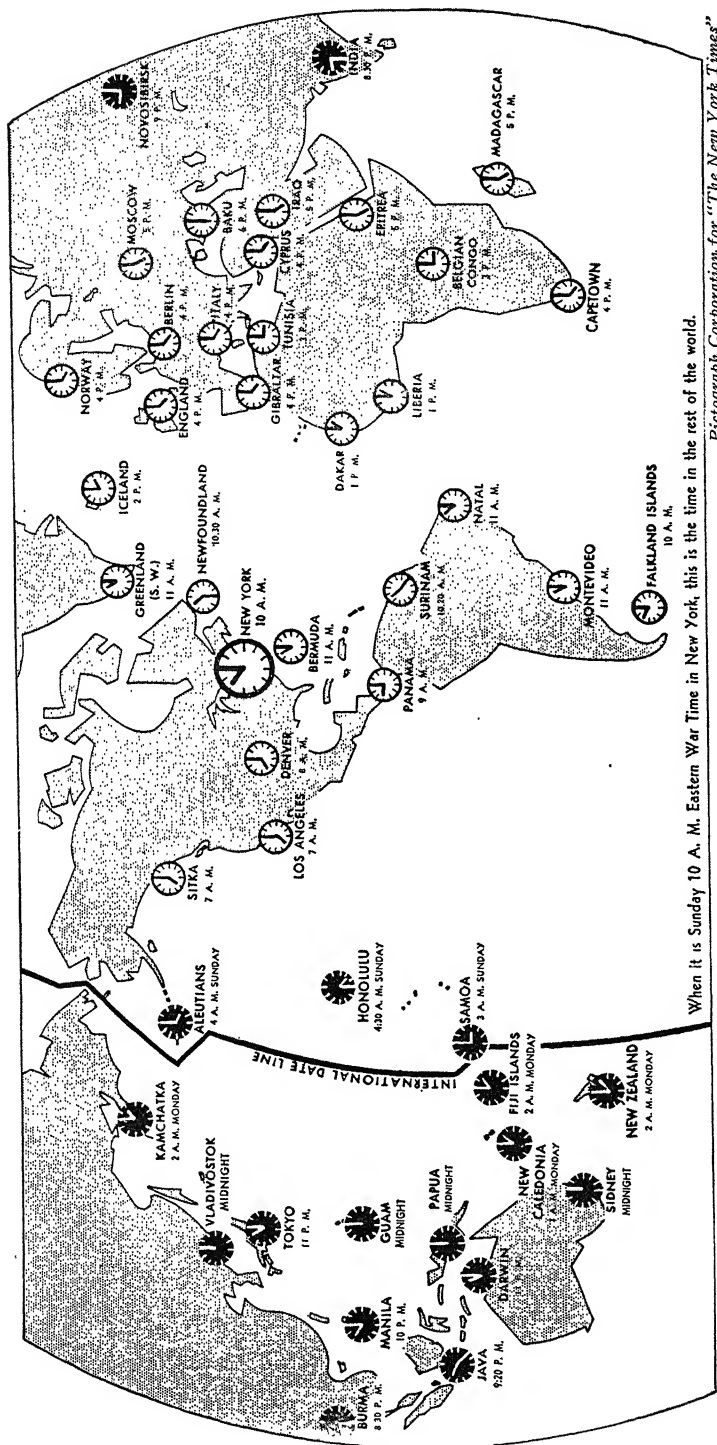 KAMCHATKA
2 A. M. MONDAY
VLADIVOSTOK
MIDNIGHT
TOKYO
11 P. M.
BURMA
8:30 P. M.
MANILA
10 P. M.
GUAM
MIDNIGHT
JAVA
9:20 P. M.
PAPUA
MIDNIGHT
DARWIN
SIDNEY
MIDNIGHT
NEW
CALEDONIA
1 A. M. MONDAY
FIJI ISLANDS
2 A. M. MONDAY
NEW ZEALAND
2 A. M. MONDAY
INTERNATIONAL DATE LINE
ALEUTIANS
4 A. M. SUNDAY
HONOLULU
4:30 A. M. SUNDAY
SAMOA
3 A. M. SUNDAY
SITKA
7 A. M.
LOS ANGELES
7 A. M.
DENVER
8 A. M.
NEW YORK
10 A. M.
BERMUDA
11 A. M.
PANAMA
9 A. M.
GREENLAND
(S. W.)
11 A. M.
NEWFOUNDLAND
10:30 A. M.
ICELAND
2 P. M.
SURINAM
10:20 A. M.
NATAL
11 A. M.
MONTEVIDEO
11 A. M.
FALKLAND ISLANDS
10 A. M.
NORWAY
4 P. M.
ENGLAND
4 P. M.
BERLIN
4 P. M.
MOSCOW
5 P. M.
NOVOSIBIRSK
9 P. M.
ITALY
4 P. M.
BAKU
6 P. M.
GIBRALTAR
4 P. M.
TUNISIA
3 P. M.
CYPRUS
4 P. M.
IRAQ
5 P. M.
INDIA
8:30 P. M.
DAKAR
1 P. M.
LIBERIA
1 P. M.
ERITREA
5 P. M.
BELGIAN
CONGO
3 P. M.
MADAGASCAR
5 P. M.
CAPETOWN
4 P. M.
When it is Sunday 10 A. M. Eastern War Time in New York, this is the time in the rest of the world.
Pictograph Corporation for "The New York Times"